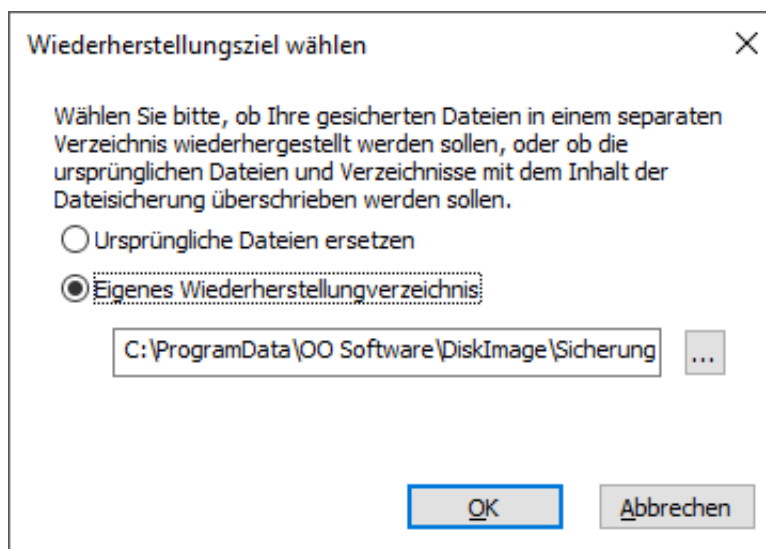 Wiederherstellungsziel wählen
Wählen Sie bitte, ob Ihre gesicherten Dateien in einem separaten
Verzeichnis wiederhergestellt werden sollen, oder ob die
ursprünglichen Dateien und Verzeichnisse mit dem Inhalt der
Dateisicherung überschrieben werden sollen.
Ursprüngliche Dateien ersetzen
Eigenes Wiederherstellungverzeichnis
C:\ProgramData\OO Software\DiskImage\Sicherung ...
OK Abbrechen